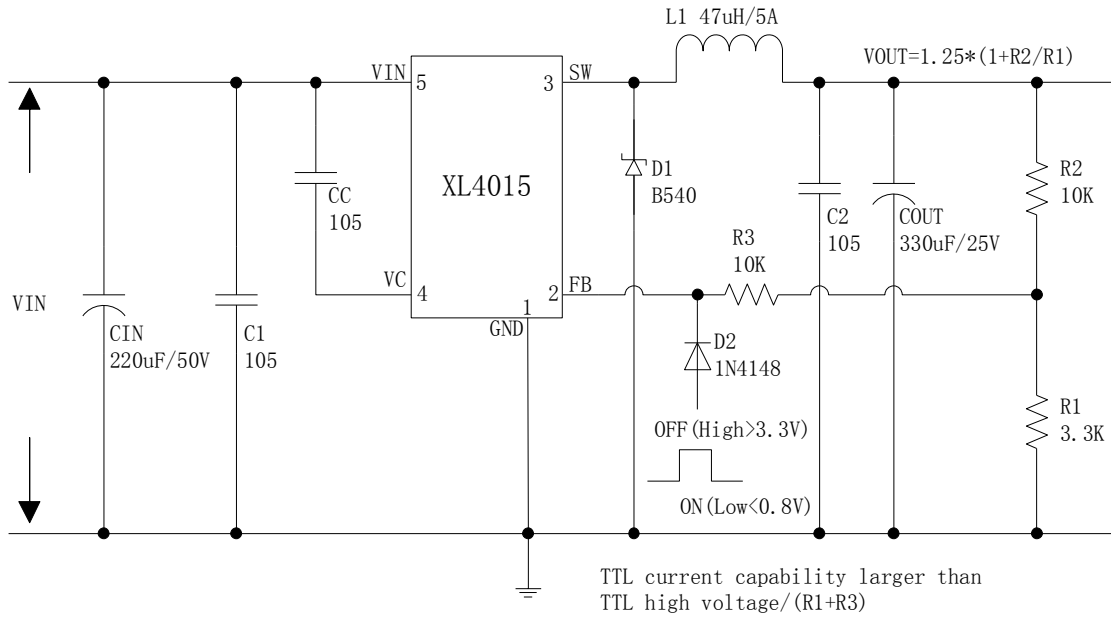 L1 47uH/5A
VOUT=1.25*(1+R2/R1)
VIN
5
3
SW
XL4015
CC
105
D1
B540
R2
10K
C2
105
COUT
330uF/25V
R3
10K
VC
4
2
FB
1
GND
VIN
CIN
220uF/50V
C1
105
D2
1N4148
R1
3.3K
OFF(High>3.3V)
ON(Low<0.8V)
TTL current capability larger than
TTL high voltage/(R1+R3)